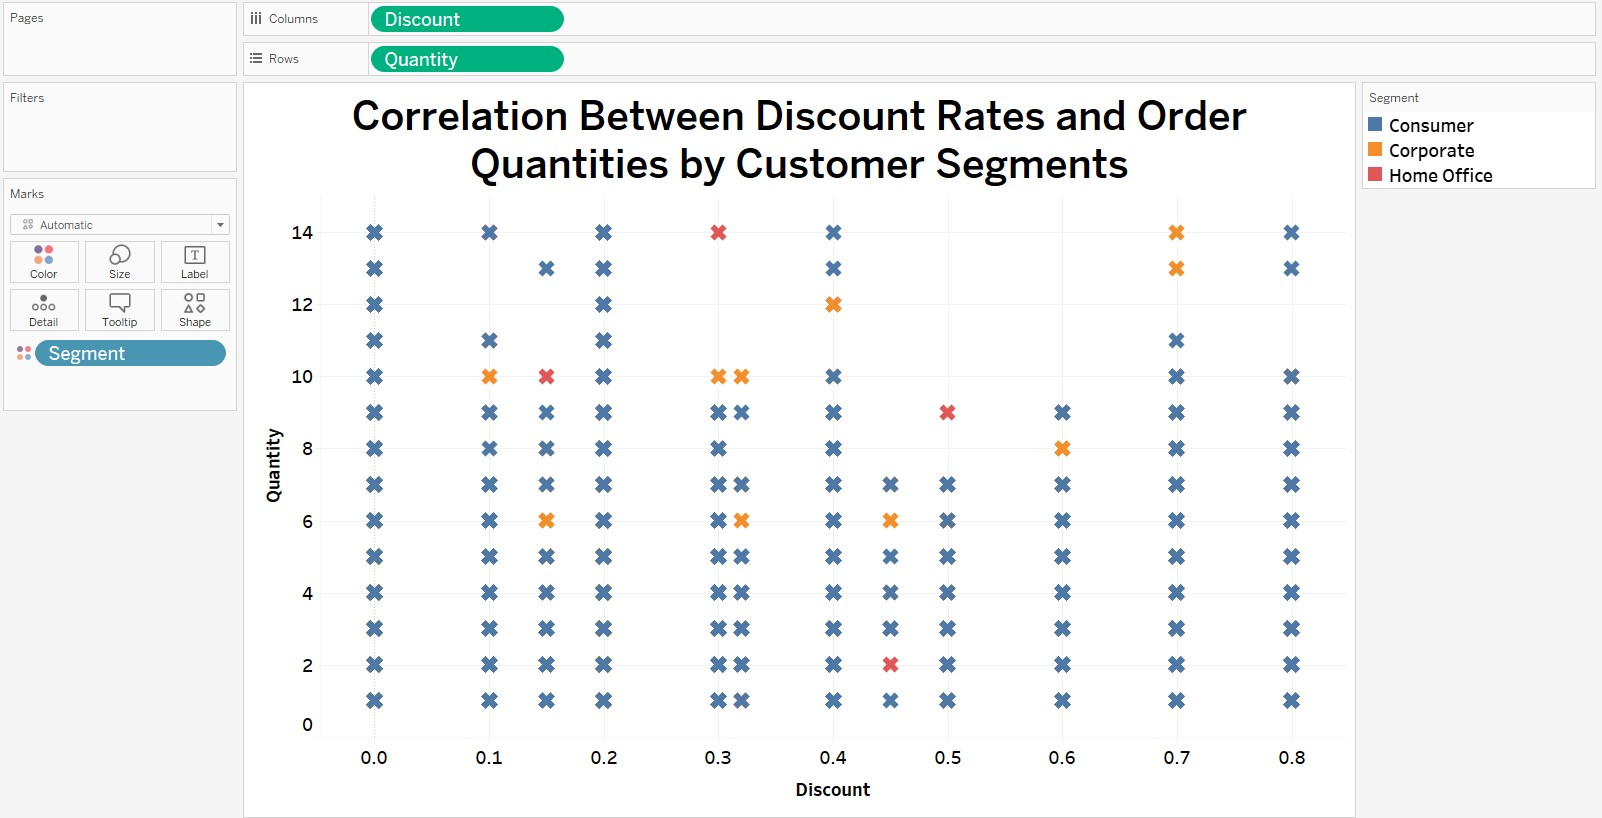 Pages
Columns
Discount
Rows
Quantity
Filters
Marks
Automatic
Color
Size
Label
Detail
Tooltip
Shape
Segment
Correlation Between Discount Rates and Order
Quantities by Customer Segments
14
12
10
8
6
4
2
0
Quantity
0.0 0.1 0.2 0.3 0.4 0.5 0.6 0.7 0.8
Discount
Segment
Consumer
Corporate
Home Office